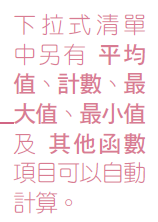 下拉式清單
中另有 平均
值、計數、最
大值、最小值
及 其他函數
項目可以自動
計算。